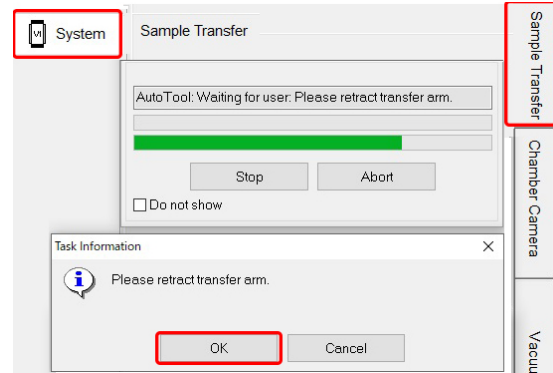 VI
System
Sample Transfer
Sample Transfer
AutoTool: Waiting for user: Please retract transfer arm.
Stop
Abort
Do not show
Chamber Camera
Task Information
Please retract transfer arm.
OK
Cancel